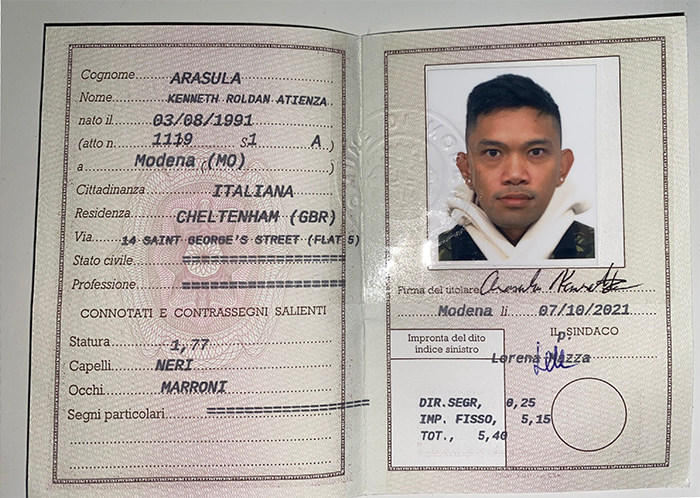 Cognome ARASULA
Nome KENNETH ROLDAN ATIENZA
nato il 03/08/1991
(atto n. 1119 S1 A )
a Modena (MO) )
Cittadinanza ITALIANA
Residenza CHELTENHAM (GBR)
Via 14 SAINT GEORGE'S STREET (FLAT 5)
Stato civile ================
Professione ================
CONNOTATI E CONTRASSEGNI SALIENTI
Statura 1,77
Capelli NERI
Occhi MARRONI
Segni particolari ================
Firma del titolare Arasula Kenneth
Modena li 07/10/2021
IL SINDACO
p.
Lorena Nazza
Impronta del dito
indice sinistro
DIR.SEGR, 0,25
IMP. FISSO, 5,15
TOT., 5,40